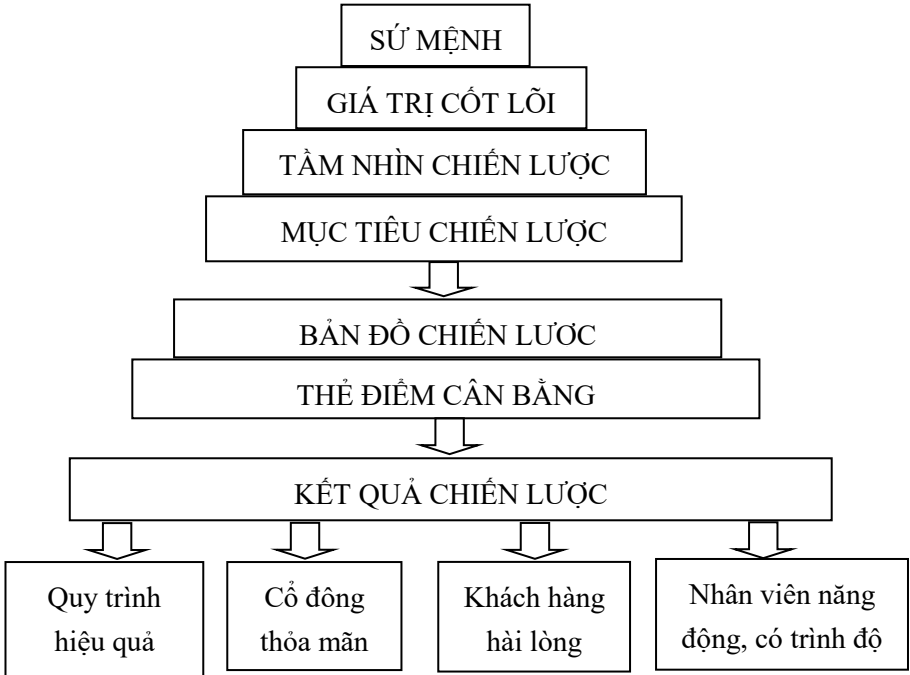 SỨ MỆNH
GIÁ TRỊ CỐT LÕI
TẦM NHÌN CHIẾN LƯỢC
MỤC TIÊU CHIẾN LƯỢC
BẢN ĐỒ CHIẾN LƯƠC
THẺ ĐIỂM CÂN BẰNG
KẾT QUẢ CHIẾN LƯỢC
Quy trình
hiệu quả
Cổ đông
thỏa mãn
Khách hàng
hài lòng
Nhân viên năng
động, có trình độ